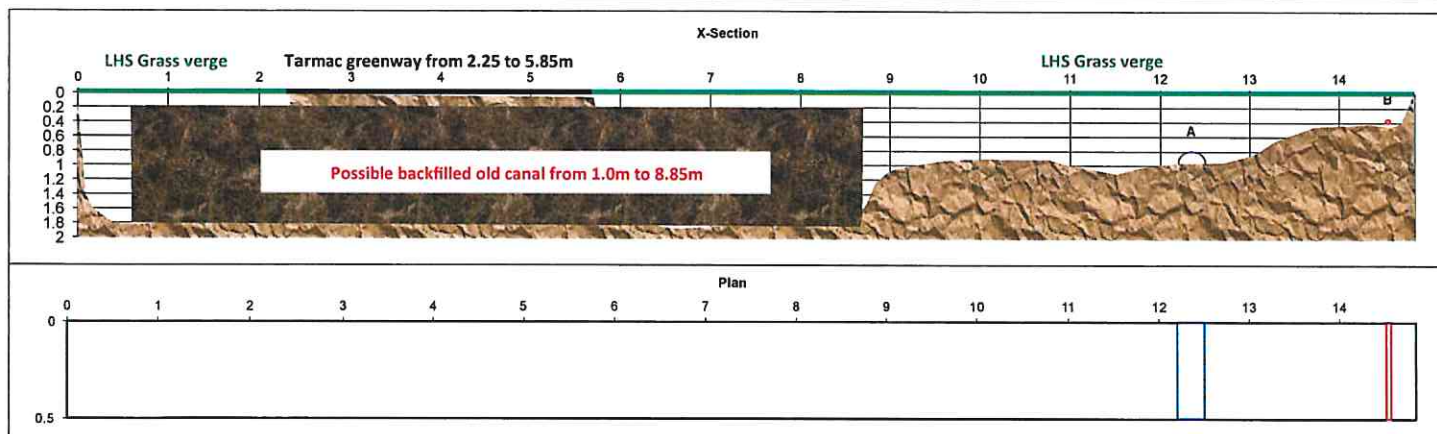 X-Section
LHS Grass verge Tarmac greenway from 2.25 to 5.85m LHS Grass verge
0 1 2 3 4 5 6 7 8 9 10 11 12 13 14
0
0.2
0.4
0.6
0.8
1
1.2
1.4
1.6
1.8
2
B
A
Possible backfilled old canal from 1.0m to 8.85m
Plan
0 1 2 3 4 5 6 7 8 9 10 11 12 13 14
0
0.5